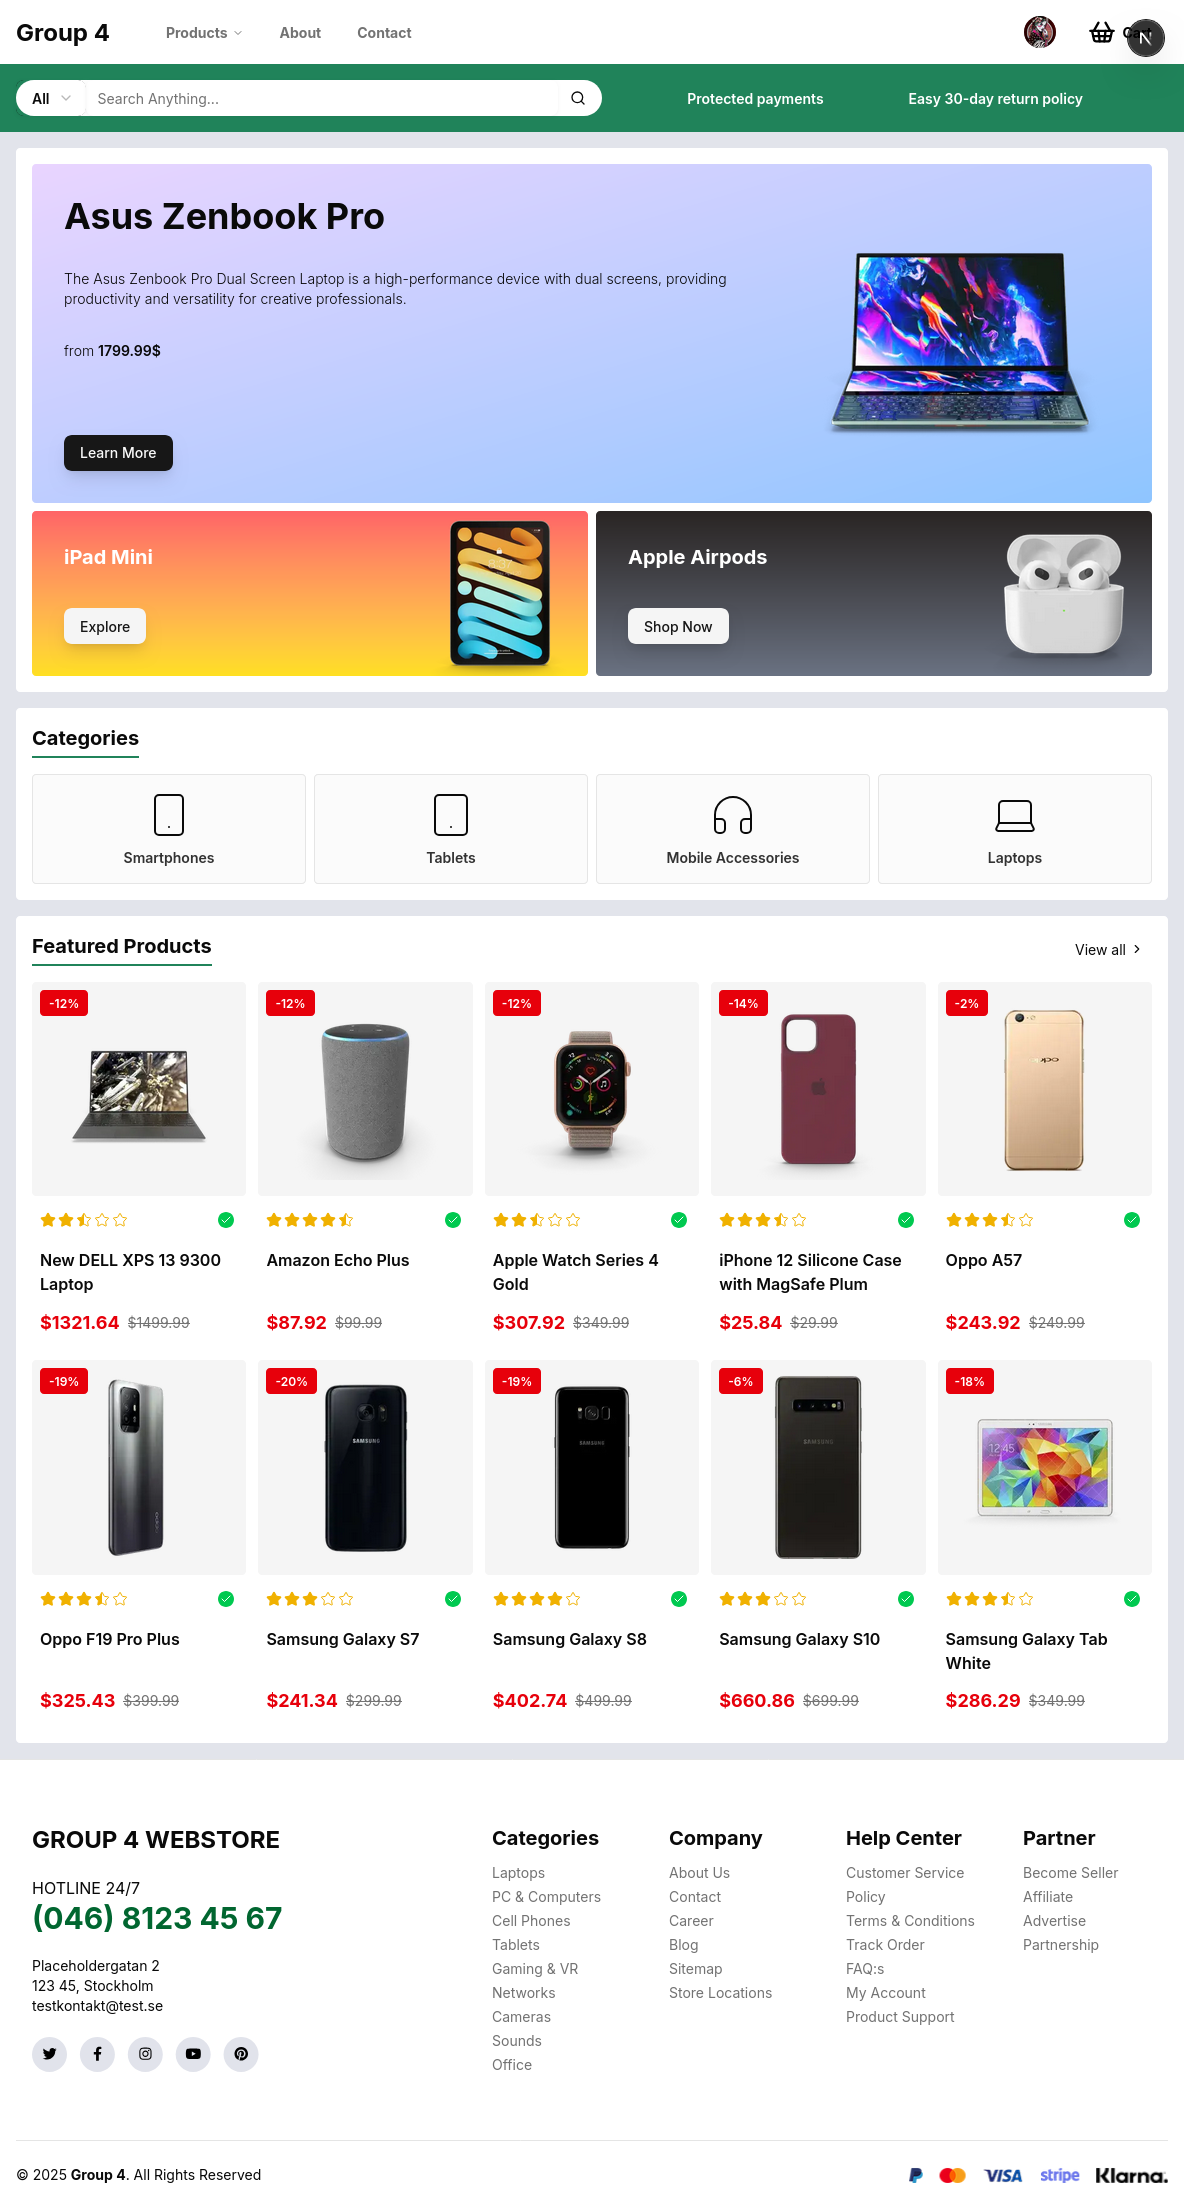 Group 4
Products
About
Contact
Cart
N
All
Search Anything...
Protected payments
Easy 30-day return policy
Asus Zenbook Pro
The Asus Zenbook Pro Dual Screen Laptop is a high-performance device with dual screens, providing
productivity and versatility for creative professionals.
from 1799.99$
Learn More
iPad Mini
Explore
Apple Airpods
Shop Now
Categories
Smartphones
Tablets
Mobile Accessories
Laptops
Featured Products
View all
-12%
-12%
-12%
-14%
-2%
oppo
New DELL XPS 13 9300
Laptop
Amazon Echo Plus
Apple Watch Series 4
Gold
iPhone 12 Silicone Case
with MagSafe Plum
Oppo A57
$1321.64 $1499.99
$87.92 $99.99
$307.92 $349.99
$25.84 $29.99
$243.92 $249.99
-19%
-20%
-19%
-6%
-18%
SAMSUNG
SAMSUNG
SAMSUNG
12:45
oppo
Oppo F19 Pro Plus
Samsung Galaxy S7
Samsung Galaxy S8
Samsung Galaxy S10
Samsung Galaxy Tab
White
$325.43 $399.99
$241.34 $299.99
$402.74 $499.99
$660.86 $699.99
$286.29 $349.99
GROUP 4 WEBSTORE
HOTLINE 24/7
(046) 8123 45 67
Placeholdergatan 2
123 45, Stockholm
testkontakt@test.se
Categories
Laptops
PC & Computers
Cell Phones
Tablets
Gaming & VR
Networks
Cameras
Sounds
Office
Company
About Us
Contact
Career
Blog
Sitemap
Store Locations
Help Center
Customer Service
Policy
Terms & Conditions
Track Order
FAQ:s
My Account
Product Support
Partner
Become Seller
Affiliate
Advertise
Partnership
© 2025 Group 4. All Rights Reserved
VISA
stripe
Klarna.